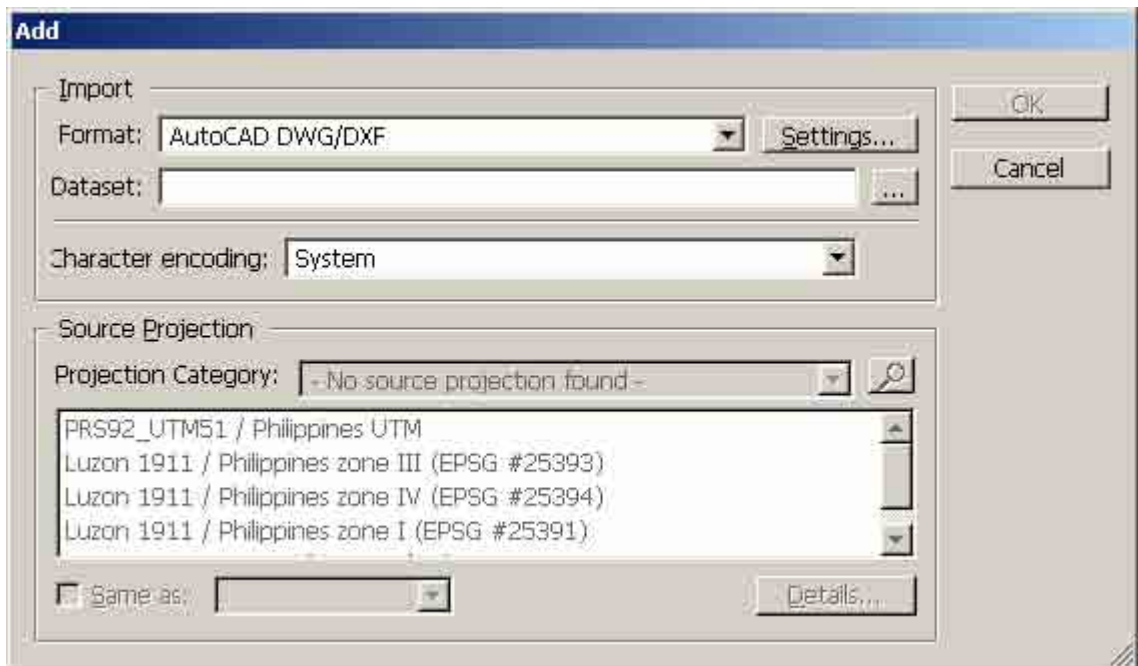 Add
Import
Format: AutoCAD DWG/DXF Settings...
Dataset: ...
Character encoding: System
OK
Cancel
Source Projection
Projection Category: - No source projection found -
PRS92_UTM51 / Philippines UTM
Luzon 1911 / Philippines zone III (EPSG #25393)
Luzon 1911 / Philippines zone IV (EPSG #25394)
Luzon 1911 / Philippines zone I (EPSG #25391)
Same as: Details...